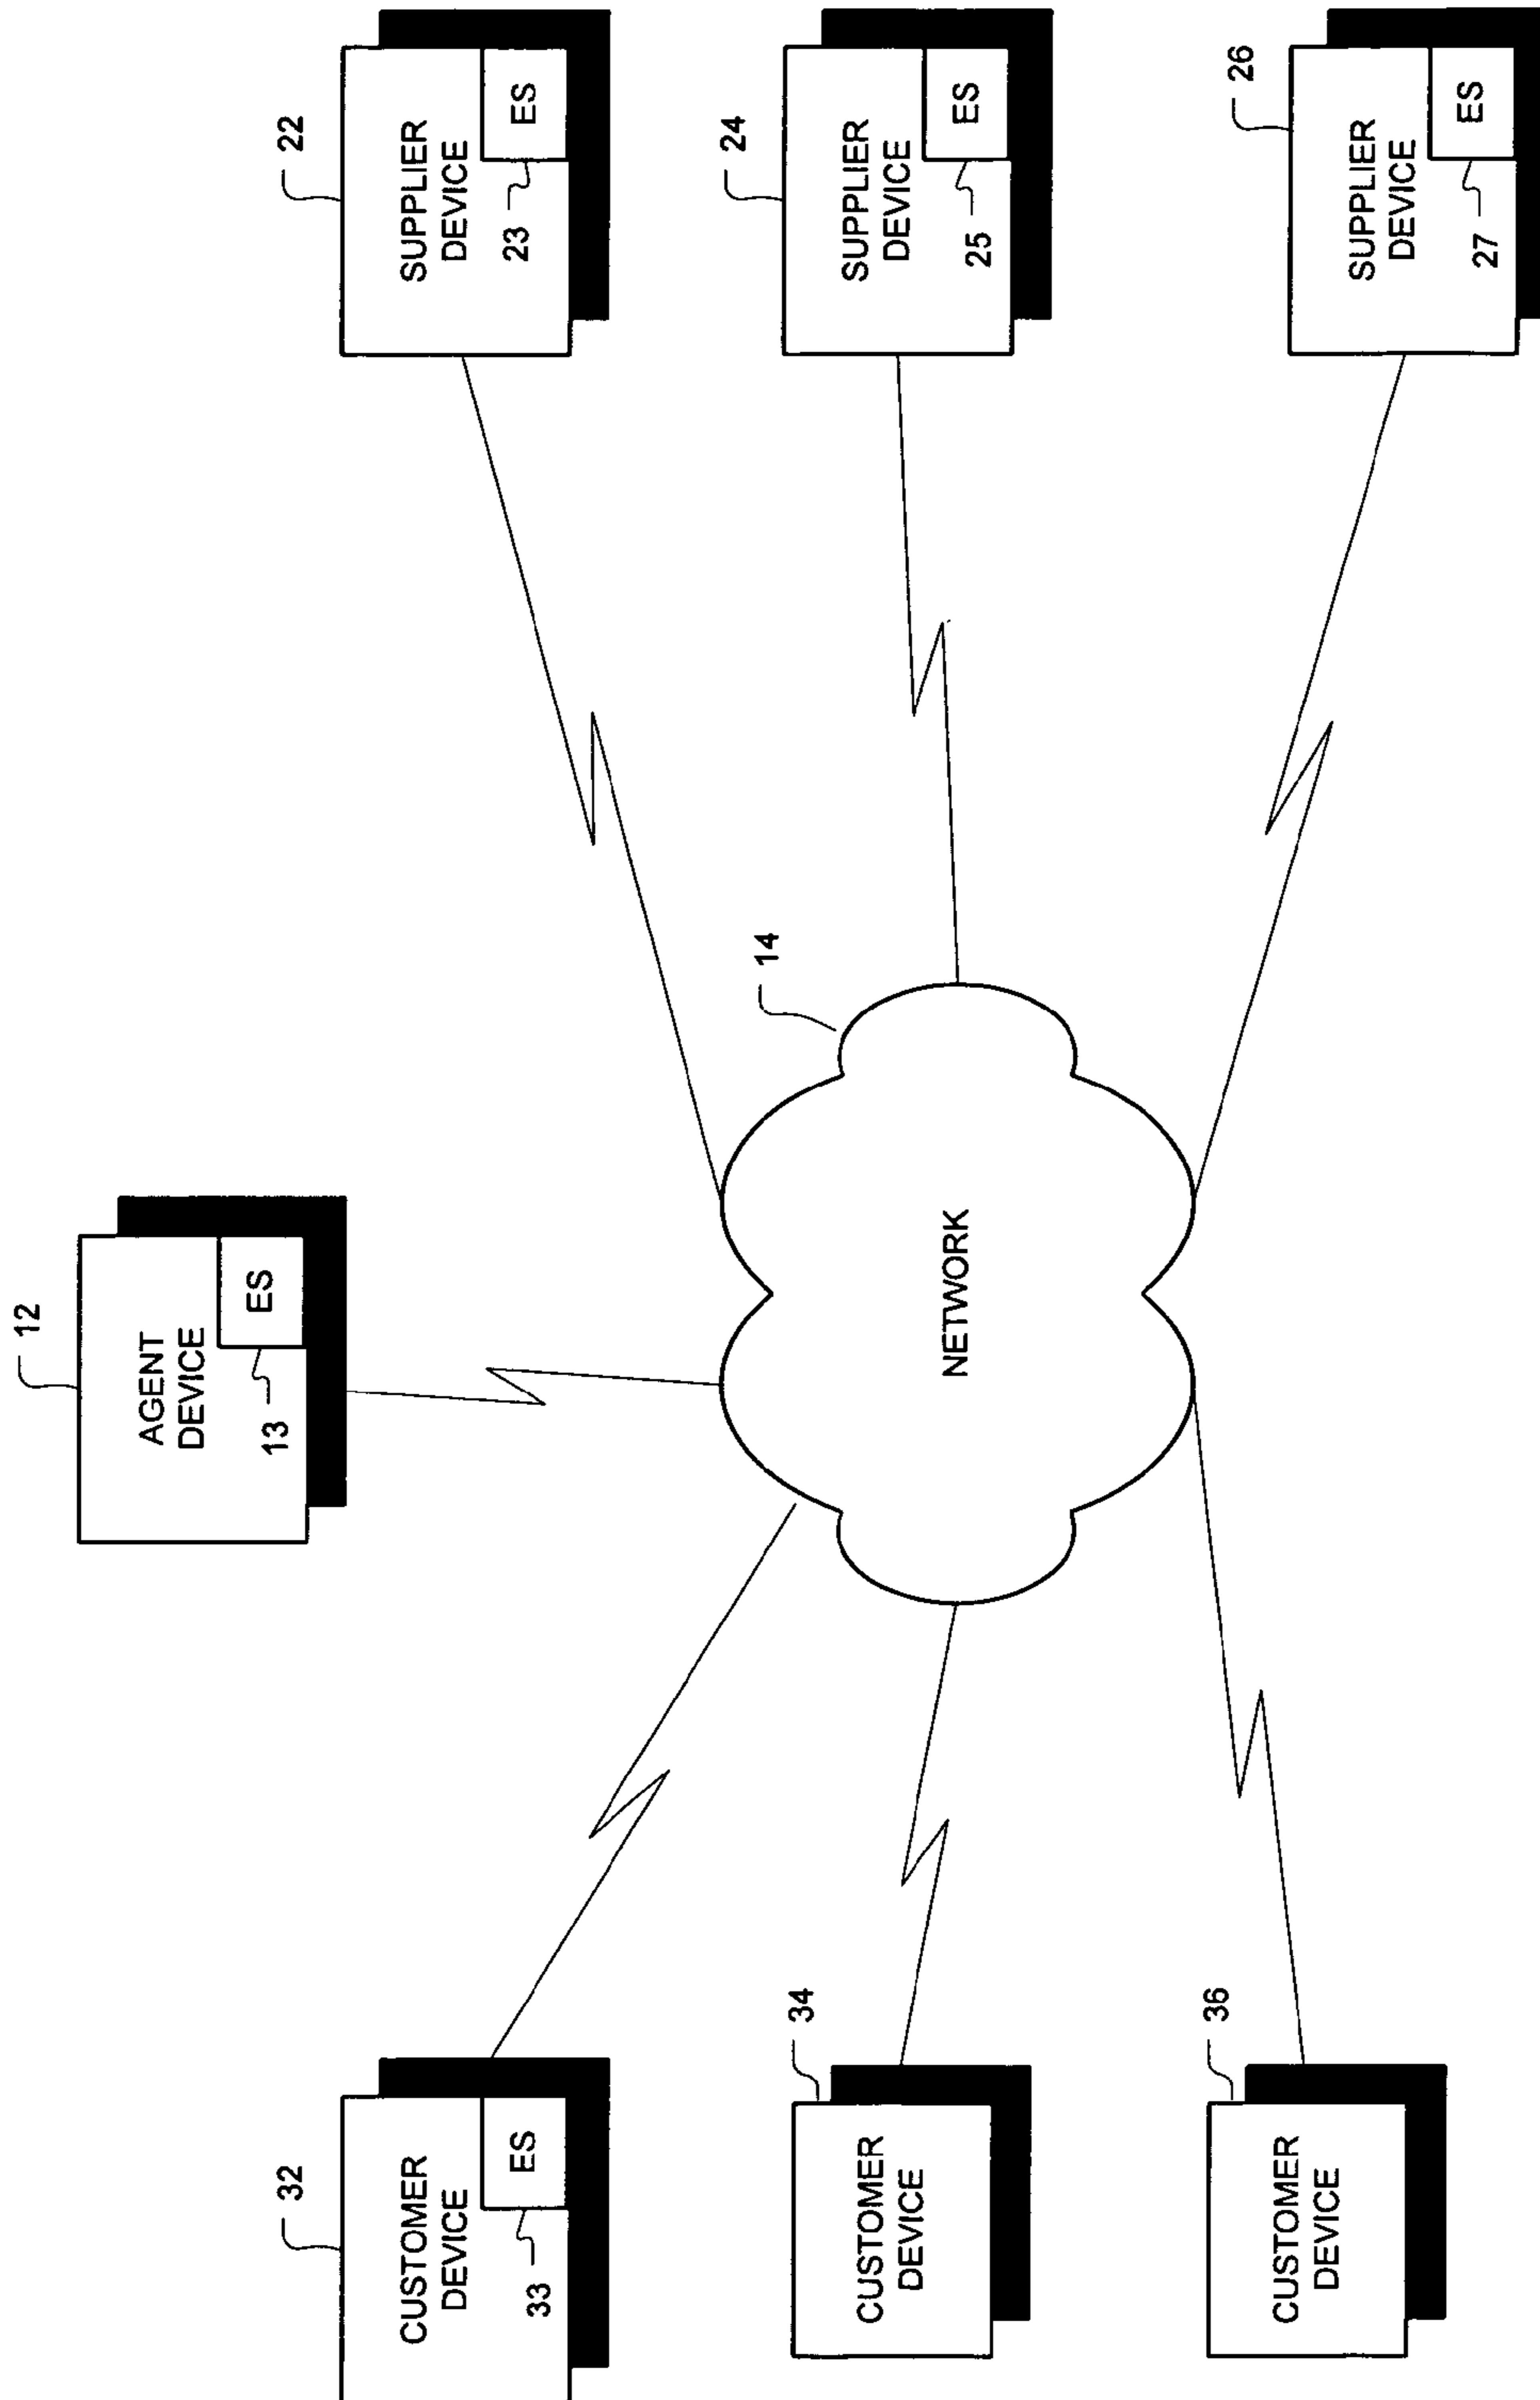 12
AGENT
DEVICE
ES
13
32
CUSTOMER
DEVICE
ES
33
34
CUSTOMER
DEVICE
36
CUSTOMER
DEVICE
14
NETWORK
22
SUPPLIER
DEVICE
ES
23
24
SUPPLIER
DEVICE
ES
25
26
SUPPLIER
DEVICE
ES
27